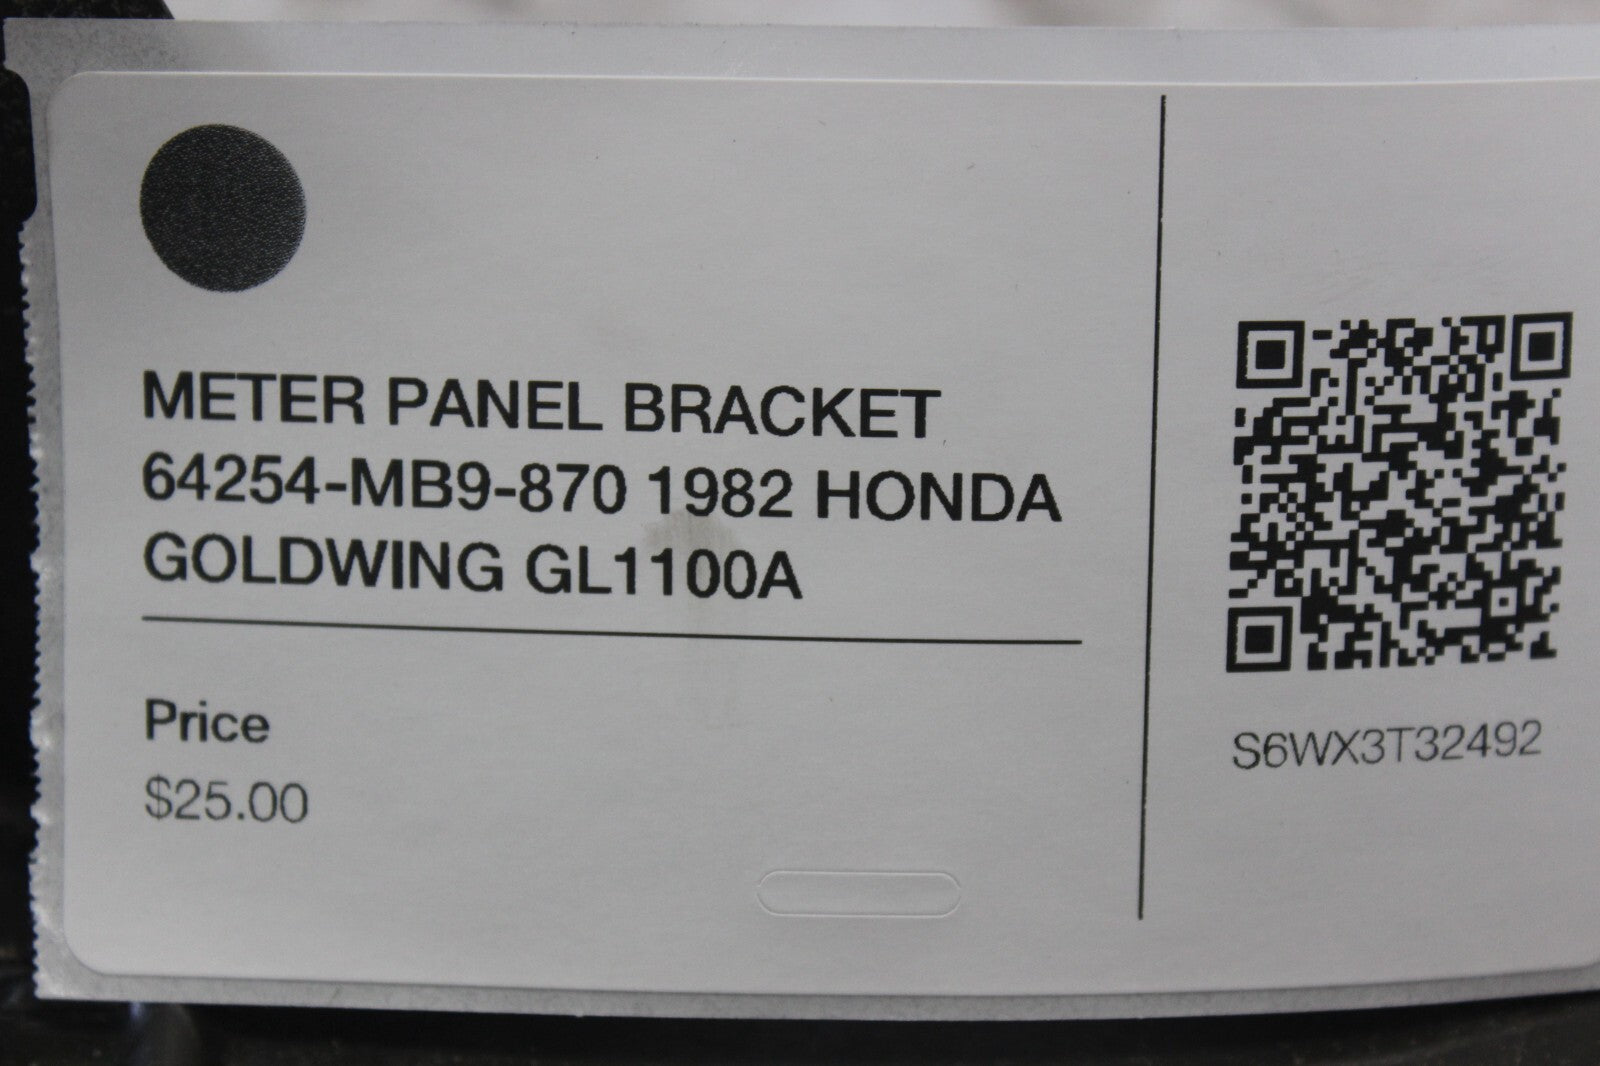 METER PANEL BRACKET
64254-MB9-870 1982 HONDA
GOLDWING GL1100A
Price
$25.00
S6WX3T32492